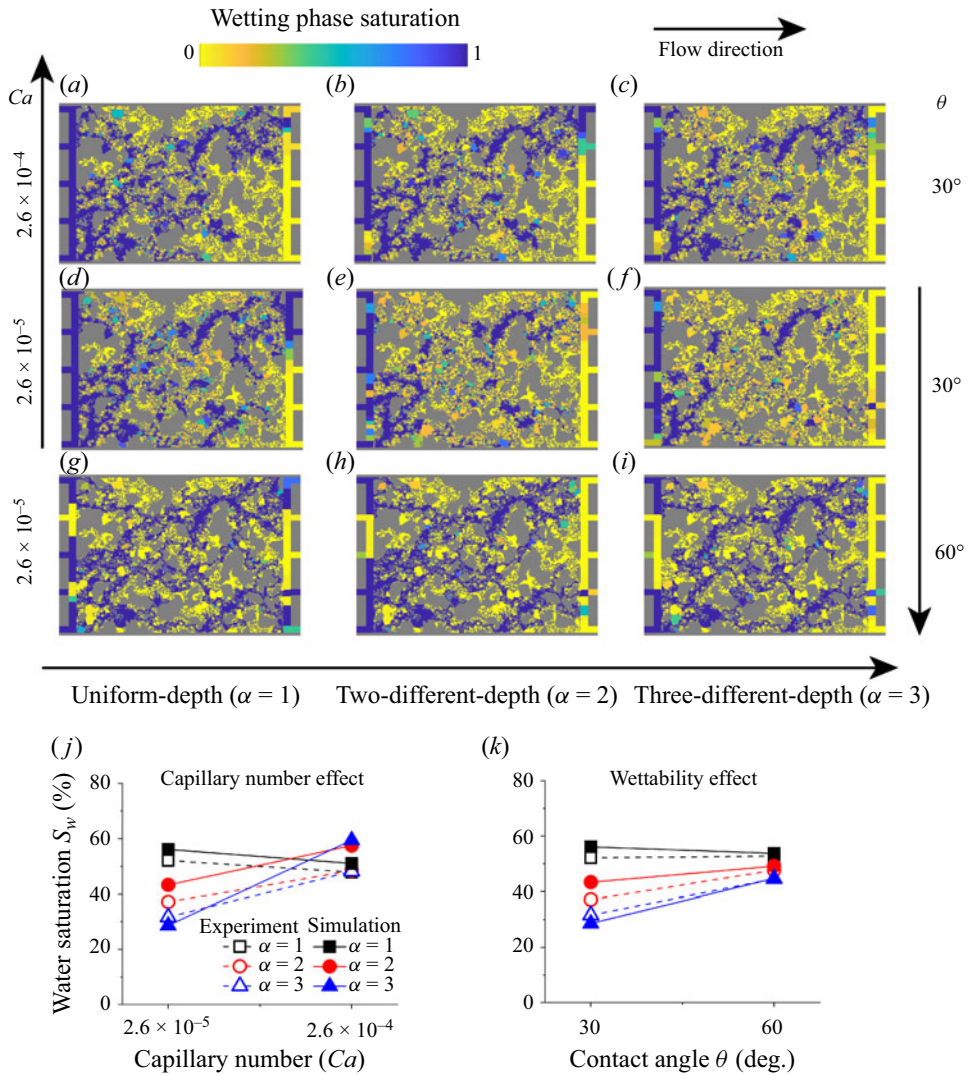 Wetting phase saturation
0
1
Flow direction
Ca
θ
(a)
(b)
(c)
2.6 × 10⁻⁴
30°
(d)
(e)
(f)
2.6 × 10⁻⁵
30°
(g)
(h)
(i)
2.6 × 10⁻⁵
60°
Uniform-depth (α = 1)
Two-different-depth (α = 2)
Three-different-depth (α = 3)
(j)
Capillary number effect
Water saturation S_w (%)
80
60
40
20
0
Experiment Simulation
α = 1 α = 1
α = 2 α = 2
α = 3 α = 3
2.6 × 10⁻⁵
2.6 × 10⁻⁴
Capillary number (Ca)
(k)
Wettability effect
80
60
40
20
0
30
60
Contact angle θ (deg.)